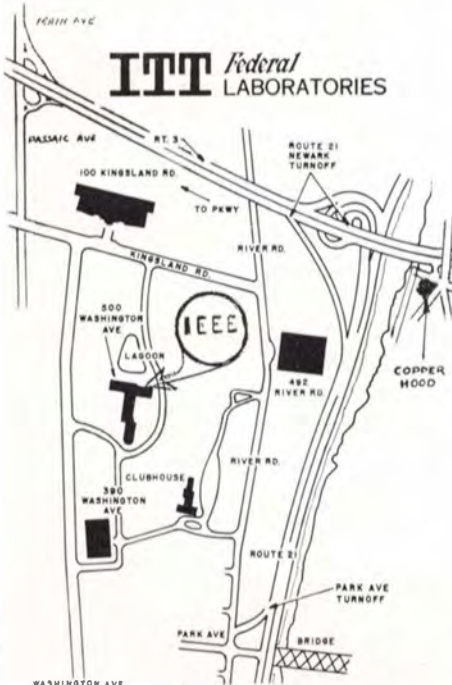 MAIN AVE
ITT Federal
LABORATORIES
PASSAIC AVE
RT. 3
ROUTE 21
NEWARK
TURNOFF
100 KINGSLAND RD.
TO PKWY
RIVER RD.
KINGSLAND RD.
500
WASHINGTON
AVE
IEEE
LAGOON
COPPER
HOOD
492
RIVER RD.
RIVER RD.
CLUBHOUSE
390
WASHINGTON
AVE
ROUTE 21
PARK AVE
TURNOFF
PARK AVE
BRIDGE
WASHINGTON AVE